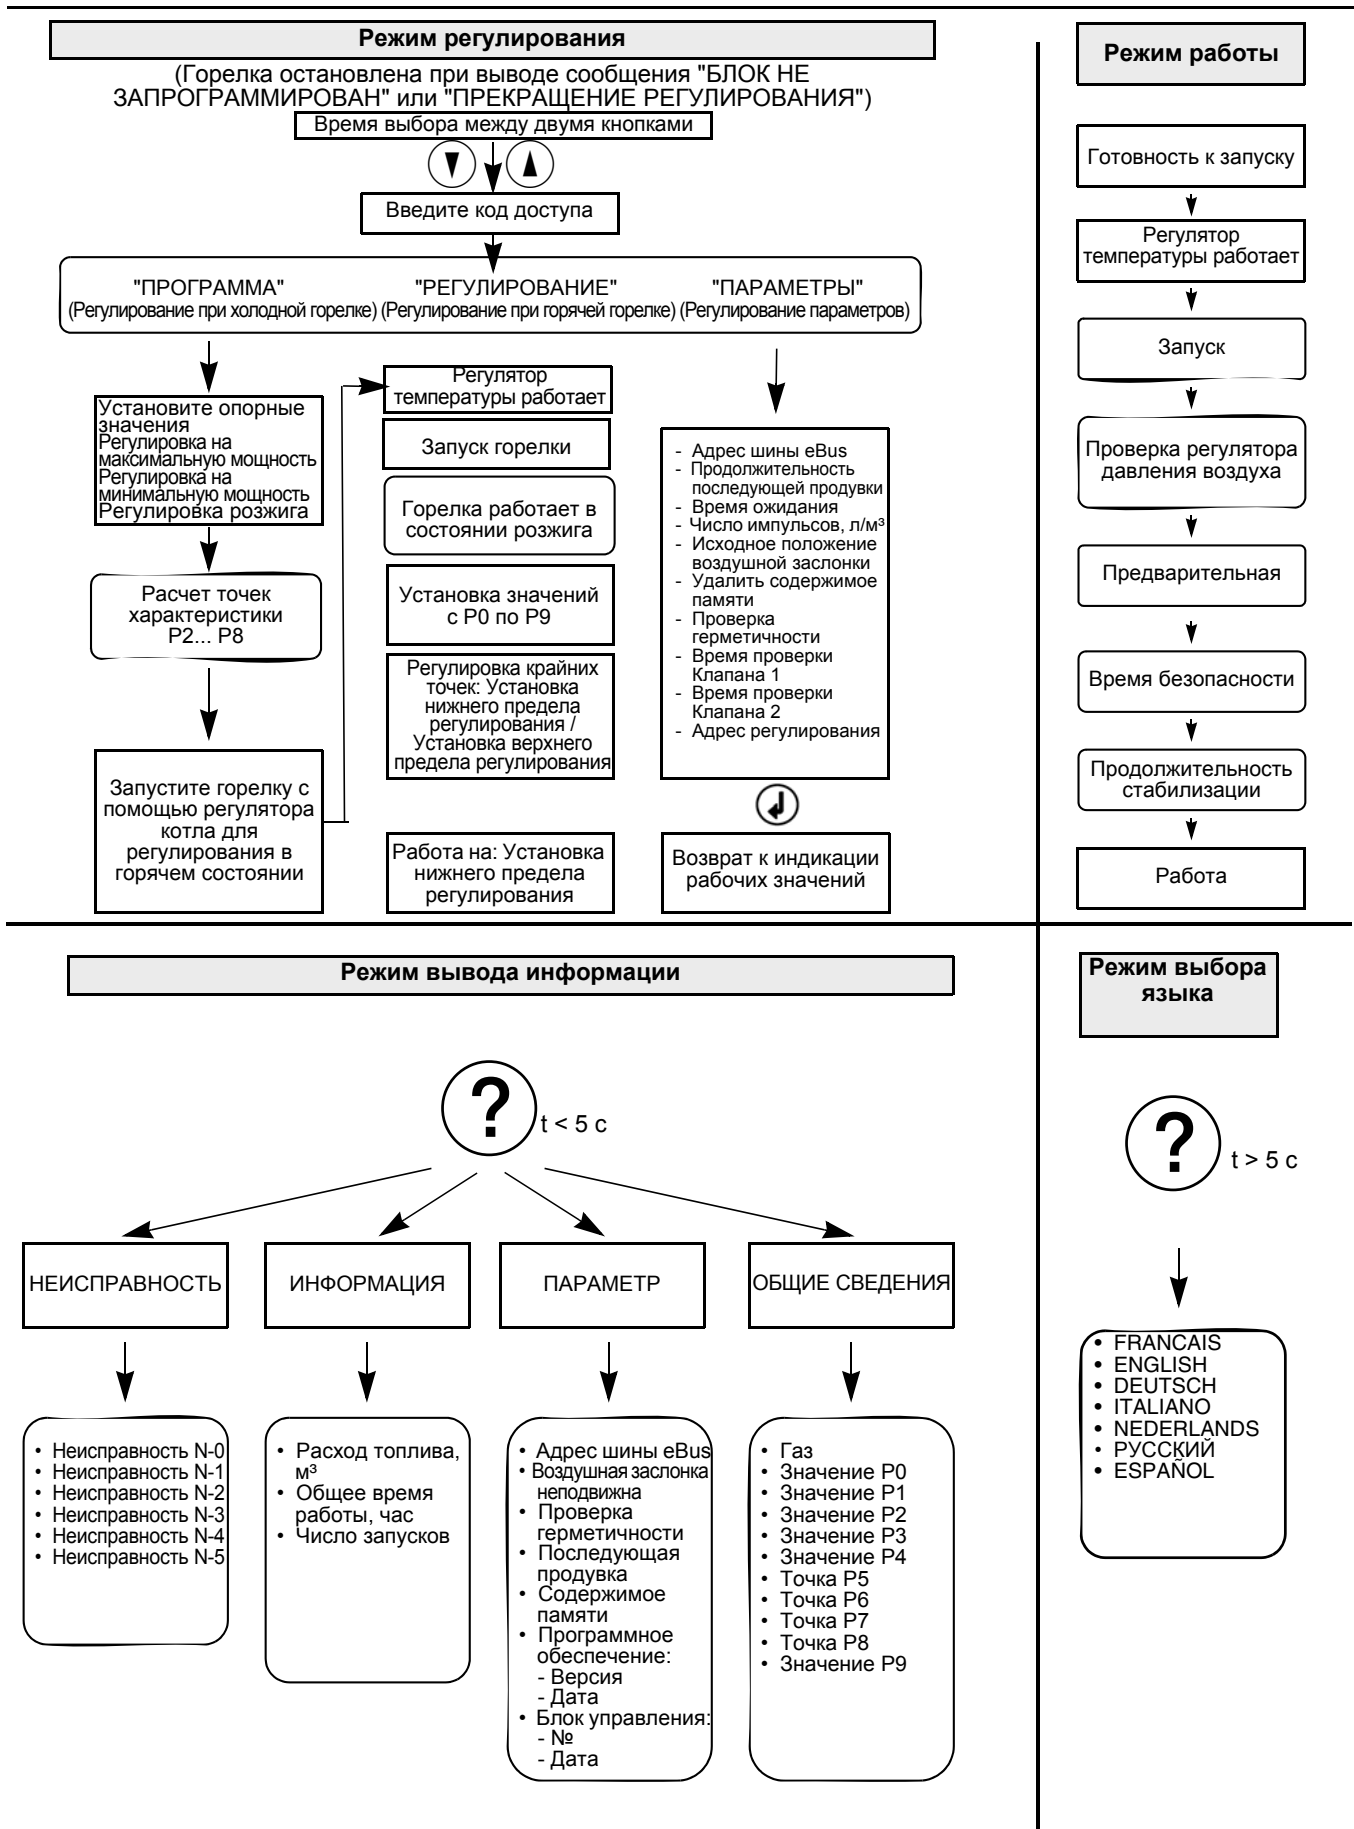 Режим регулирования
(Горелка остановлена при выводе сообщения "БЛОК НЕ
ЗАПРОГРАММИРОВАН" или "ПРЕКРАЩЕНИЕ РЕГУЛИРОВАНИЯ")
Время выбора между двумя кнопками
Введите код доступа
"ПРОГРАММА"
(Регулирование при холодной горелке)
"РЕГУЛИРОВАНИЕ"
(Регулирование при горячей горелке)
"ПАРАМЕТРЫ"
(Регулирование параметров)
Установите опорные
значения
Регулировка на
максимальную мощность
Регулировка на
минимальную мощность
Регулировка розжига
Расчет точек
характеристики
P2... P8
Запустите горелку с
помощью регулятора
котла для
регулирования в
горячем состоянии
Регулятор
температуры работает
Запуск горелки
Горелка работает в
состоянии розжига
Установка значений
с P0 по P9
Регулировка крайних
точек: Установка
нижнего предела
регулирования /
Установка верхнего
предела регулирования
Работа на: Установка
нижнего предела
регулирования
- Адрес шины eBus
- Продолжительность
последующей продувки
- Время ожидания
- Число импульсов, л/м³
- Исходное положение
воздушной заслонки
- Удалить содержимое
памяти
- Проверка
герметичности
- Время проверки
Клапана 1
- Время проверки
Клапана 2
- Адрес регулирования
Возврат к индикации
рабочих значений
Режим работы
Готовность к запуску
Регулятор
температуры работает
Запуск
Проверка регулятора
давления воздуха
Предварительная
Время безопасности
Продолжительность
стабилизации
Работа
Режим вывода информации
?
t < 5 с
НЕИСПРАВНОСТЬ
ИНФОРМАЦИЯ
ПАРАМЕТР
ОБЩИЕ СВЕДЕНИЯ
• Неисправность N-0
• Неисправность N-1
• Неисправность N-2
• Неисправность N-3
• Неисправность N-4
• Неисправность N-5
• Расход топлива,
м³
• Общее время
работы, час
• Число запусков
• Адрес шины eBus
• Воздушная заслонка
неподвижна
• Проверка
герметичности
• Последующая
продувка
• Содержимое
памяти
• Программное
обеспечение:
- Версия
- Дата
• Блок управления:
- №
- Дата
• Газ
• Значение P0
• Значение P1
• Значение P2
• Значение P3
• Значение P4
• Точка P5
• Точка P6
• Точка P7
• Точка P8
• Значение P9
Режим выбора
языка
?
t > 5 с
• FRANCAIS
• ENGLISH
• DEUTSCH
• ITALIANO
• NEDERLANDS
• РУССКИЙ
• ESPAÑOL